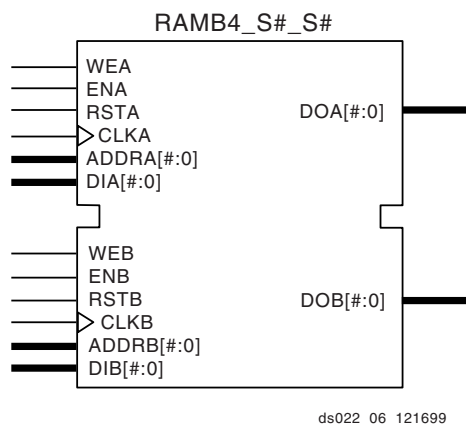 RAMB4_S#_S#
WEA
ENA
RSTA
CLKA
ADDRA[#:0]
DIA[#:0]
DOA[#:0]
WEB
ENB
RSTB
CLKB
ADDRB[#:0]
DIB[#:0]
DOB[#:0]
ds022_06_121699